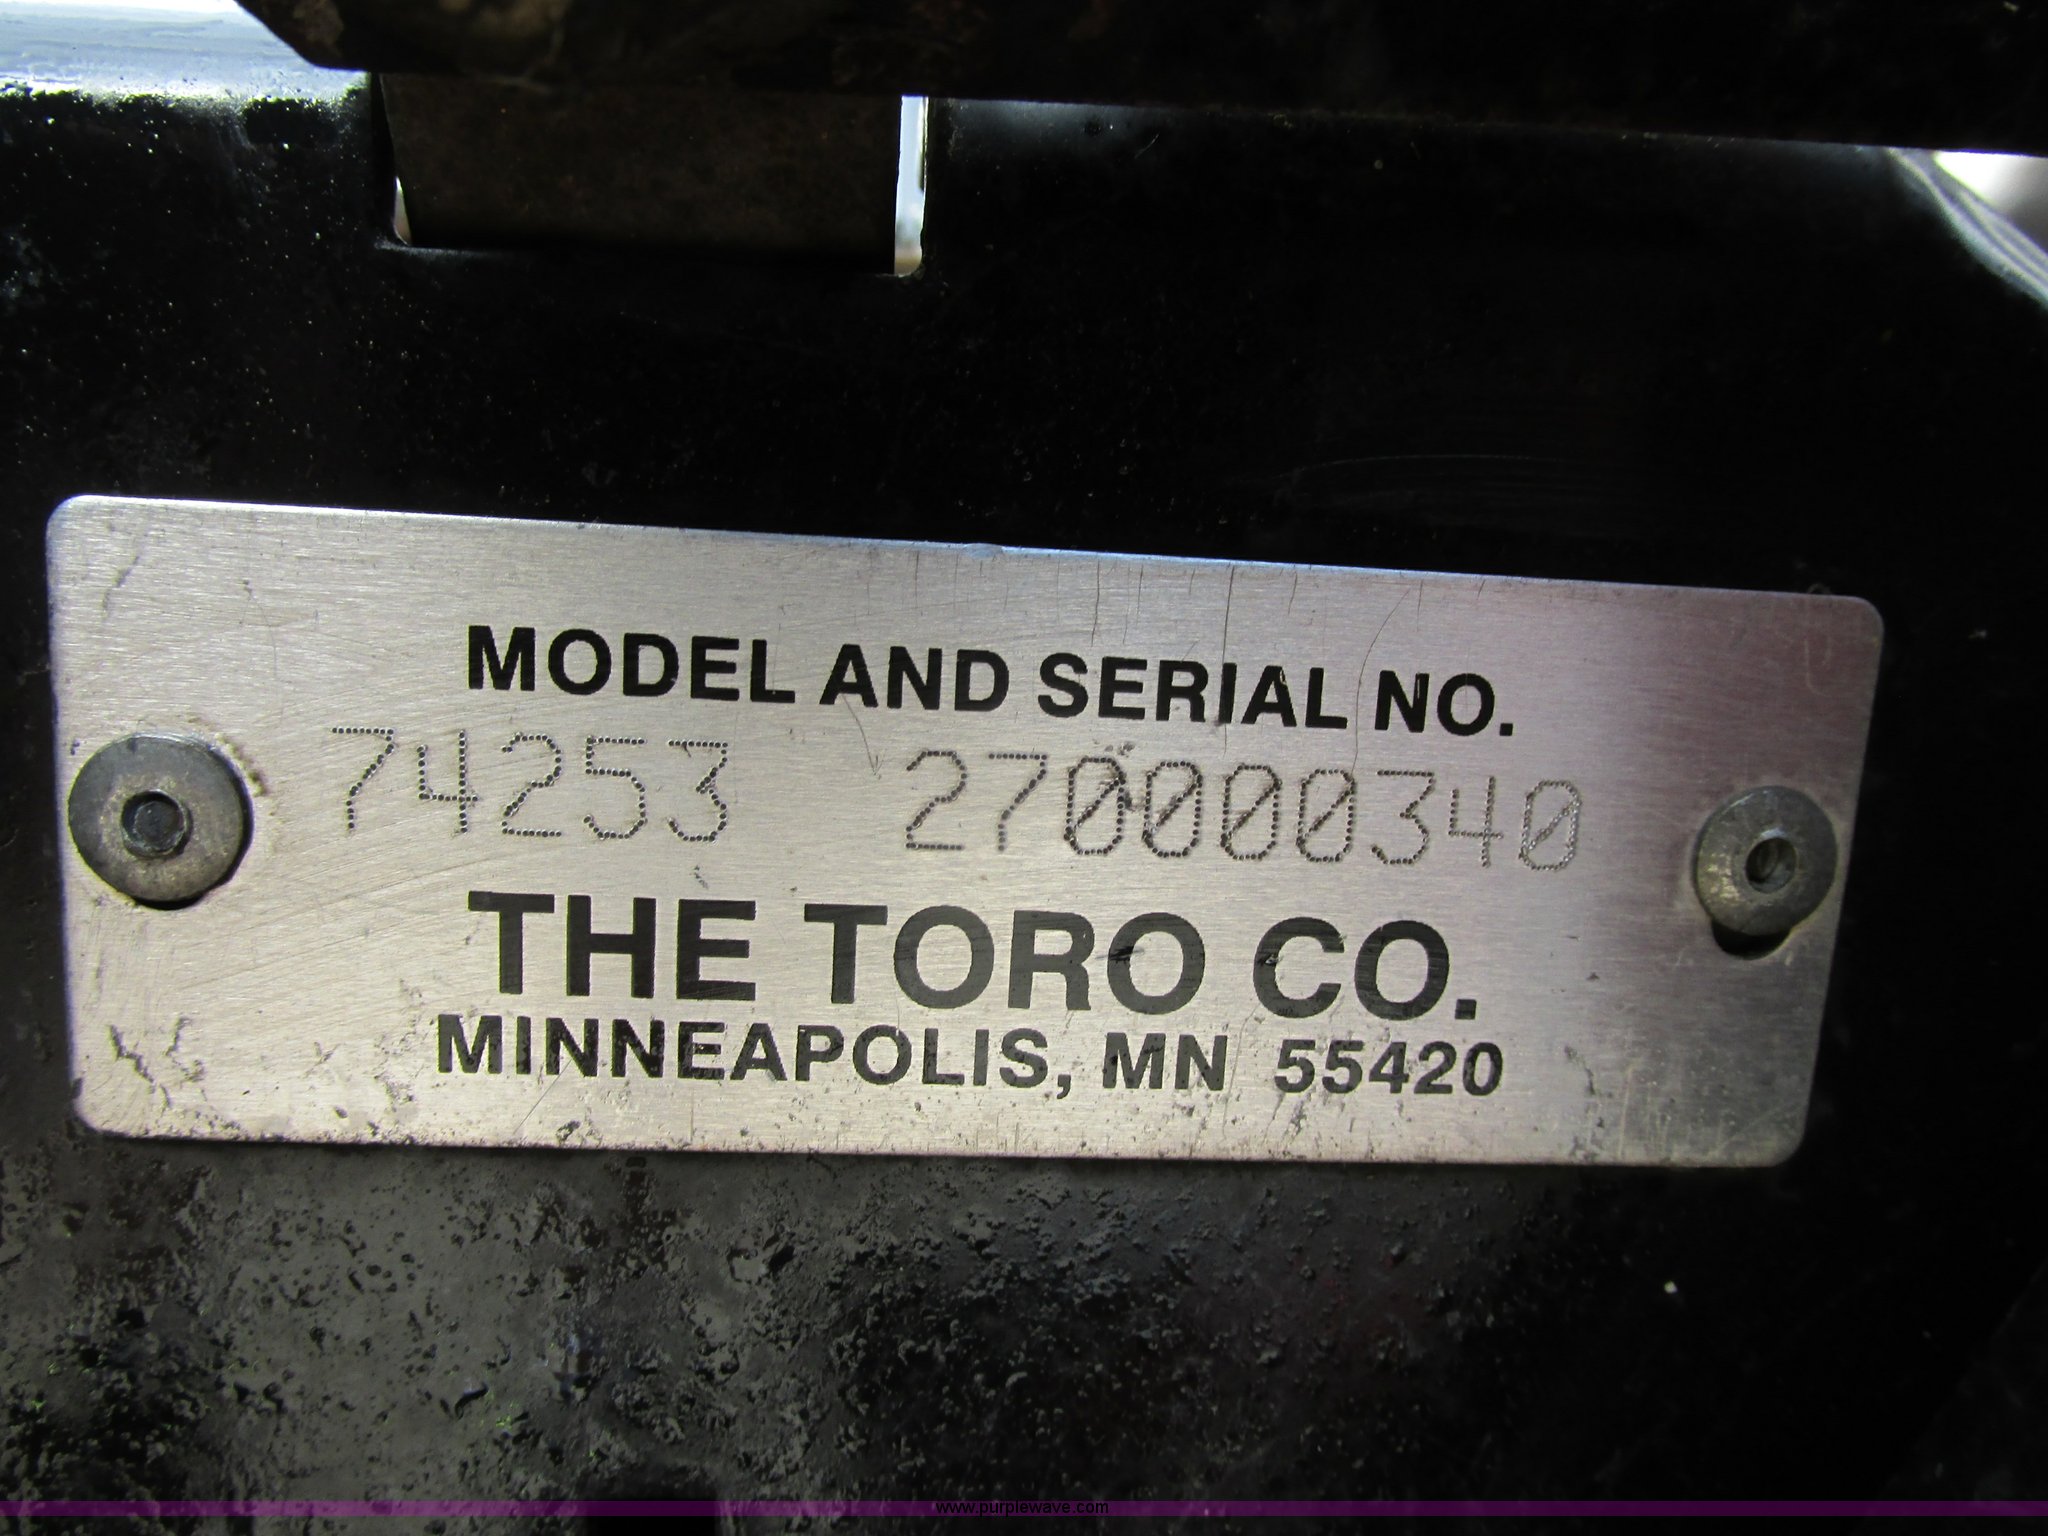 MODEL AND SERIAL NO.
74253 270000340
THE TORO CO.
MINNEAPOLIS, MN 55420
www.purplewave.com